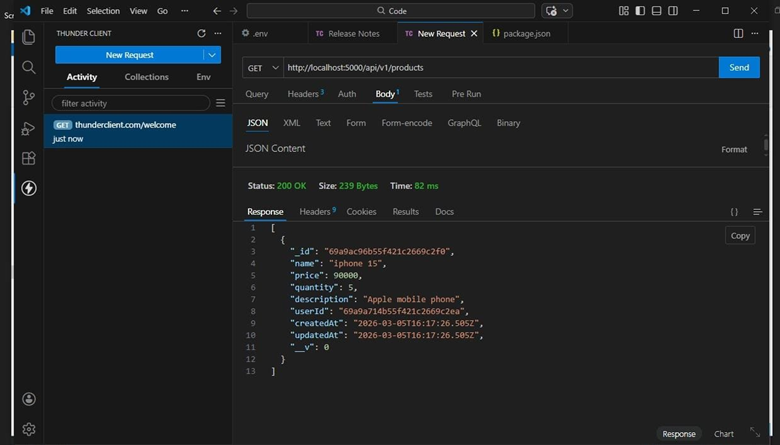 Scr
File Edit Selection View Go ··· Code
THUNDER CLIENT
.env TC Release Notes TC New Request {} package.json
New Request
Activity Collections Env
filter activity
GET thunderclient.com/welcome
just now
GET http://localhost:5000/api/v1/products Send
Query Headers 3 Auth Body 1 Tests Pre Run
JSON XML Text Form Form-encode GraphQL Binary
JSON Content Format
Status: 200 OK Size: 239 Bytes Time: 82 ms
Response Headers 9 Cookies Results Docs {}
Copy
1 [
2 {
3 "_id": "69a9ac96b55f421c2669c2f0",
4 "name": "iphone 15",
5 "price": 90000,
6 "quantity": 5,
7 "description": "Apple mobile phone",
8 "userId": "69a9a714b55f421c2669c2ea",
9 "createdAt": "2026-03-05T16:17:26.505Z",
10 "updatedAt": "2026-03-05T16:17:26.505Z",
11 "__v": 0
12 }
13 ]
Response Chart